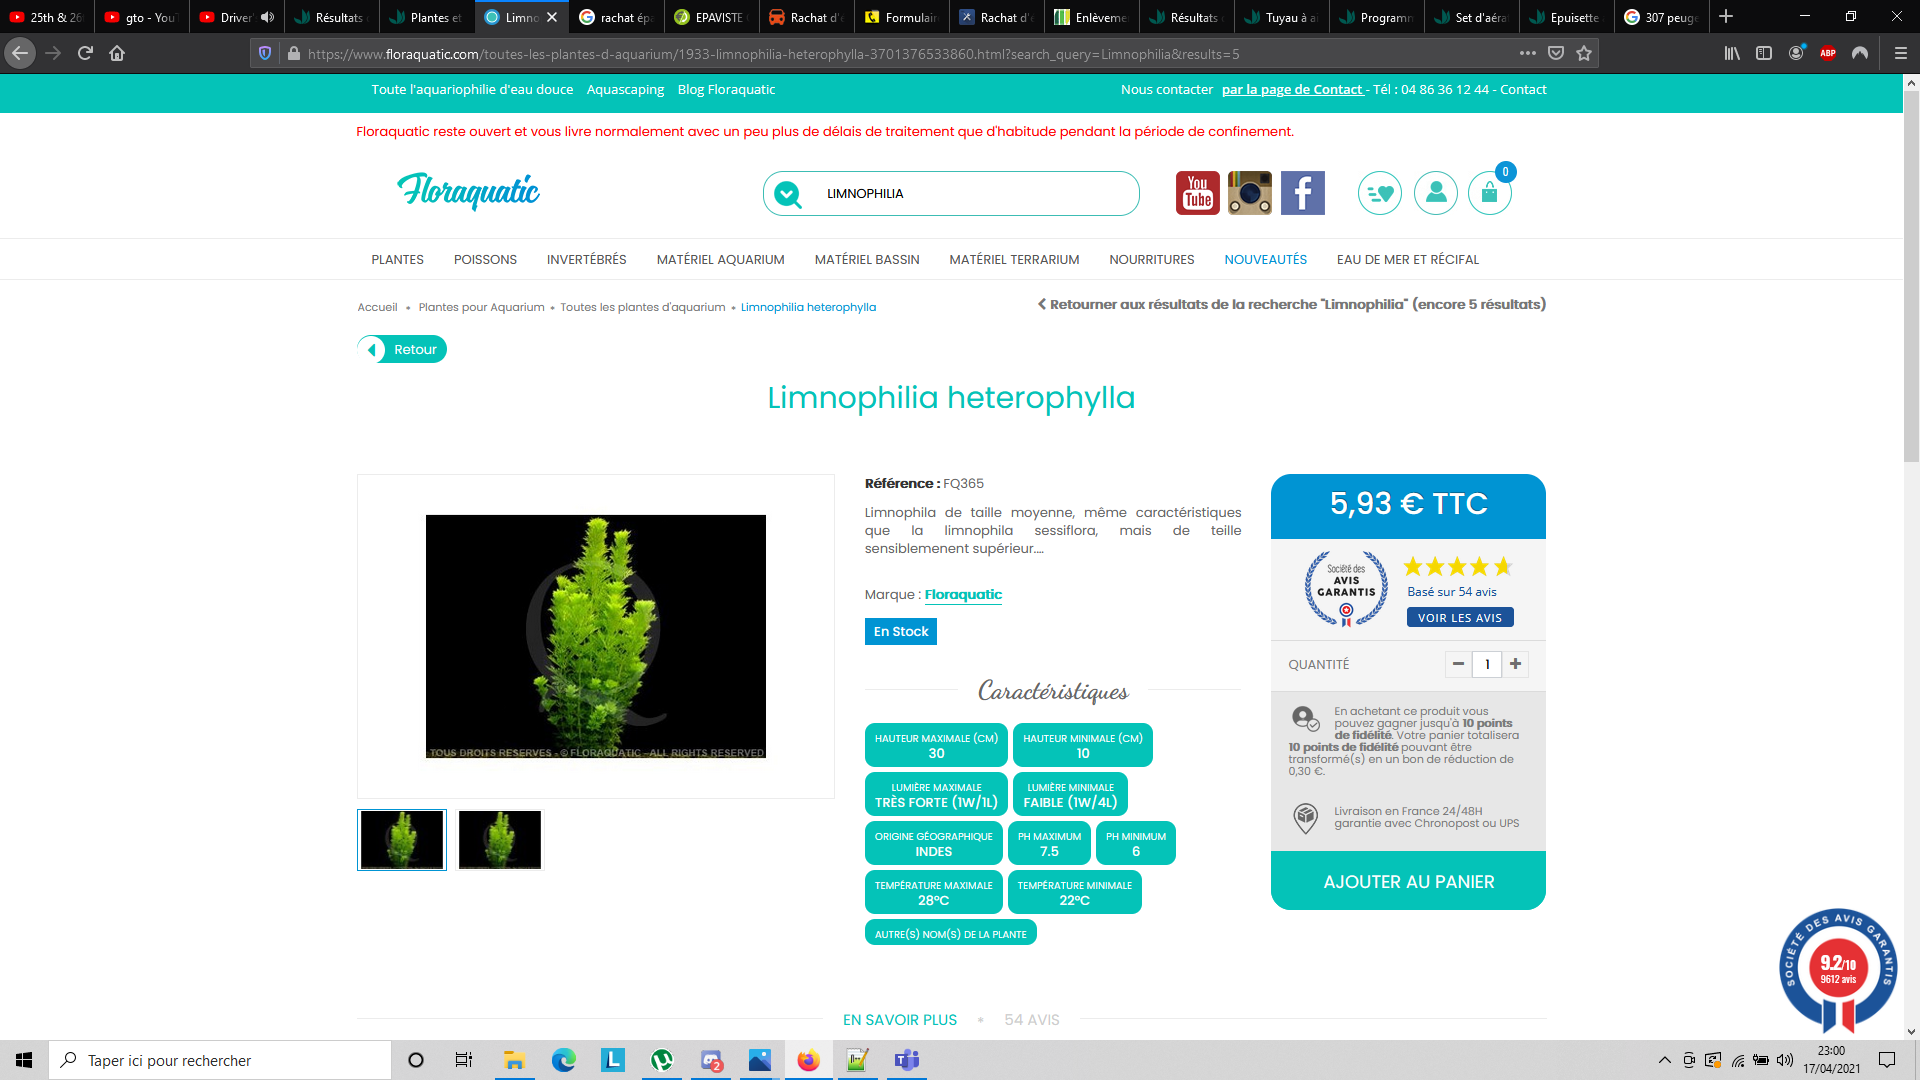 25th & 26
gto - YouT
Driver'
Résultats
Plantes et
Limno
rachat épa
EPAVISTE
Rachat d'é
Formulair
Rachat d'é
Enlèveme
Résultats
Tuyau à ai
Programm
Set d'aéra
Epuisette
307 peuge
https://www.floraquatic.com/toutes-les-plantes-d-aquarium/1933-limnophilia-heterophylla-3701376533860.html?search_query=Limnophilia&results=5
ABP
Toute l'aquariophilie d'eau douce Aquascaping Blog Floraquatic
Nous contacter par la page de Contact - Tél : 04 86 36 12 44 - Contact
Floraquatic reste ouvert et vous livre normalement avec un peu plus de délais de traitement que d'habitude pendant la période de confinement.
Floraquatic
LIMNOPHILIA
You
Tube
f
0
PLANTES POISSONS INVERTÉBRÉS MATÉRIEL AQUARIUM MATÉRIEL BASSIN MATÉRIEL TERRARIUM NOURRITURES NOUVEAUTÉS EAU DE MER ET RÉCIFAL
Accueil • Plantes pour Aquarium • Toutes les plantes d'aquarium • Limnophilia heterophylla
Retourner aux résultats de la recherche "Limnophilia" (encore 5 résultats)
Retour
Limnophilia heterophylla
TOUS DROITS RESERVES - © FLORAQUATIC - ALL RIGHTS RESERVED
Référence : FQ365
Limnophila de taille moyenne, même caractéristiques
que la limnophila sessiflora, mais de teille
sensiblemenent supérieur....
Marque : Floraquatic
En Stock
Caractéristiques
HAUTEUR MAXIMALE (CM)
30
HAUTEUR MINIMALE (CM)
10
LUMIÈRE MAXIMALE
TRÈS FORTE (1W/1L)
LUMIÈRE MINIMALE
FAIBLE (1W/4L)
ORIGINE GÉOGRAPHIQUE
INDES
PH MAXIMUM
7.5
PH MINIMUM
6
TEMPÉRATURE MAXIMALE
28°C
TEMPÉRATURE MINIMALE
22°C
AUTRE(S) NOM(S) DE LA PLANTE
5,93 € TTC
Société des
AVIS
GARANTIS
Basé sur 54 avis
VOIR LES AVIS
QUANTITÉ
1
En achetant ce produit vous
pouvez gagner jusqu'à 10 points
de fidélité. Votre panier totalisera
10 points de fidélité pouvant être
transformé(s) en un bon de réduction de
0,30 €.
Livraison en France 24/48H
garantie avec Chronopost ou UPS
AJOUTER AU PANIER
SOCIÉTÉ DES AVIS GARANTIS
9.2/10
9612 avis
EN SAVOIR PLUS
54 AVIS
Taper ici pour rechercher
2
23:00
17/04/2021